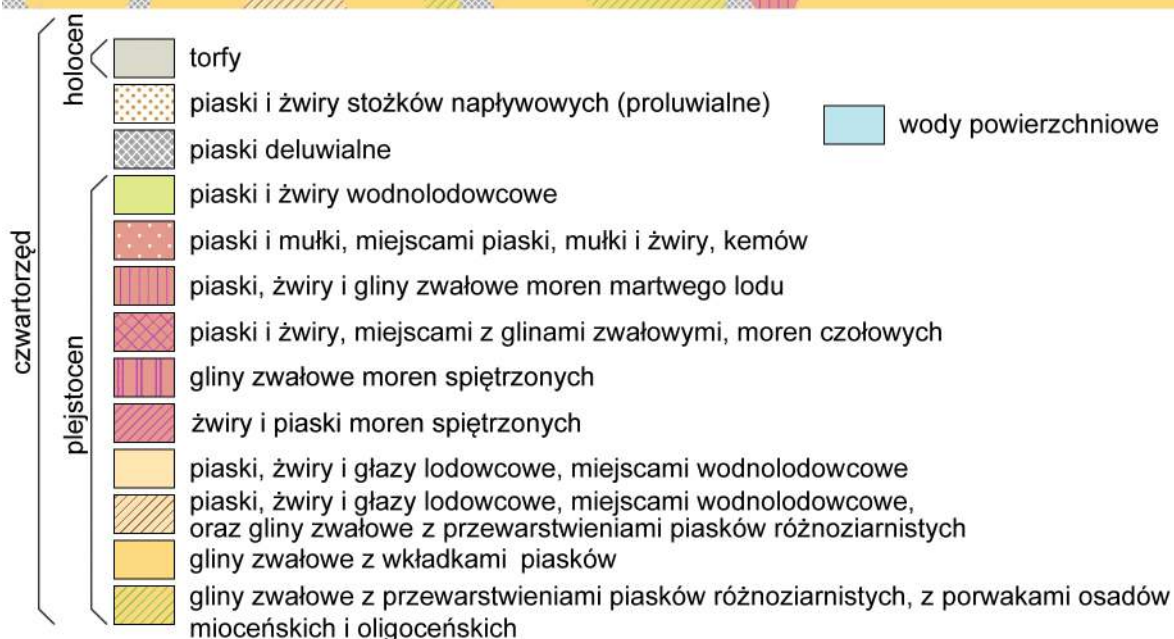 czwartorzęd
holocen
torfy
piaski i żwiry stożków napływowych (proluwialne)
wody powierzchniowe
piaski deluwialne
plejstocen
piaski i żwiry wodnolodowcowe
piaski i mułki, miejscami piaski, mułki i żwiry, kemów
piaski, żwiry i gliny zwałowe moren martwego lodu
piaski i żwiry, miejscami z glinami zwałowymi, moren czołowych
gliny zwałowe moren spiętrzonych
żwiry i piaski moren spiętrzonych
piaski, żwiry i głazy lodowcowe, miejscami wodnolodowcowe
piaski, żwiry i głazy lodowcowe, miejscami wodnolodowcowe,
oraz gliny zwałowe z przewarstwieniami piasków różnoziarnistych
gliny zwałowe z wkładkami piasków
gliny zwałowe z przewarstwieniami piasków różnoziarnistych, z porwakami osadów
mioceńskich i oligoceńskich